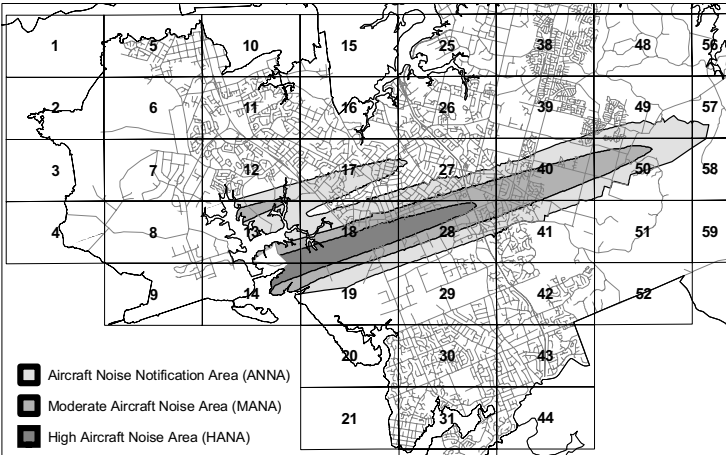 1 5 10 15 25 38 48 56
2 6 11 16 26 39 49 57
3 7 12 17 27 40 50 58
4 8 13 18 28 41 51 59
9 14 19 29 42 52
20 30 43
21 31 44
Aircraft Noise Notification Area (ANNA)
Moderate Aircraft Noise Area (MANA)
High Aircraft Noise Area (HANA)